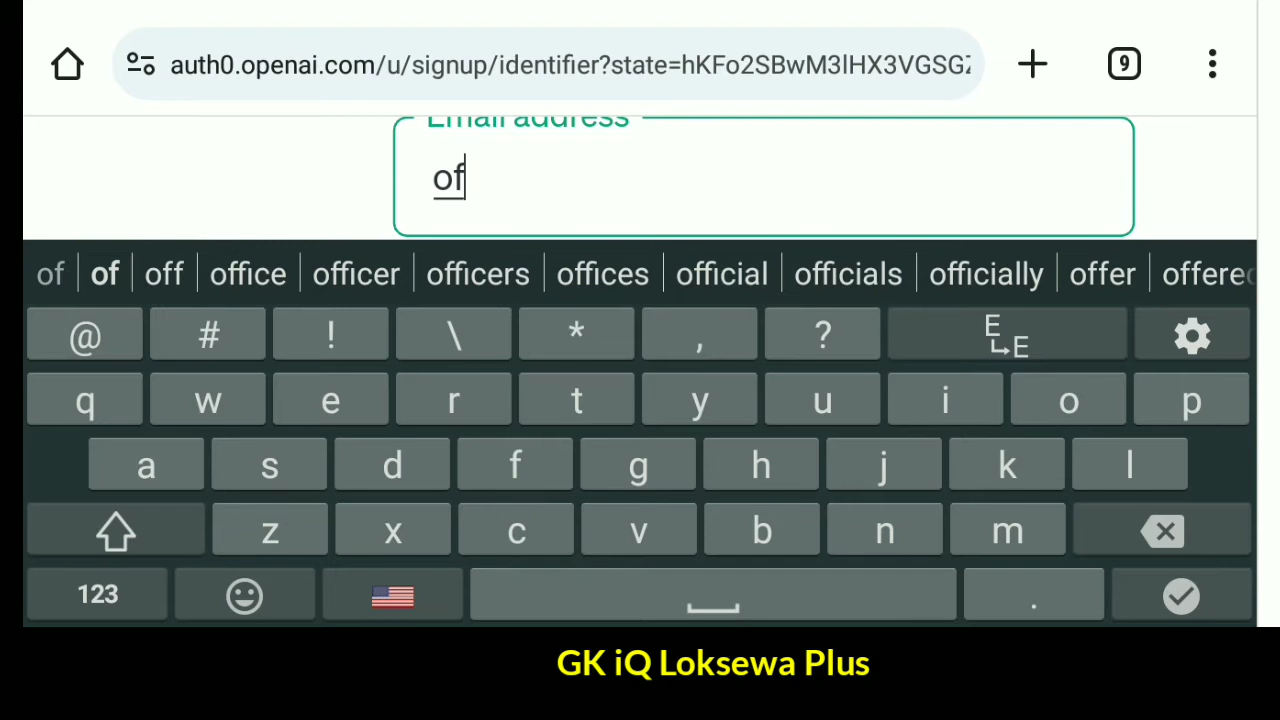 auth0.openai.com/u/signup/identifier?state=hKFo2SBwM3lHX3VGSGZ
9
Email address
of
of of off office officer officers offices official officials officially offer offered
@ # ! \ * , ? E E
q w e r t y u i o p
a s d f g h j k l
z x c v b n m
123 .
GK iQ Loksewa Plus